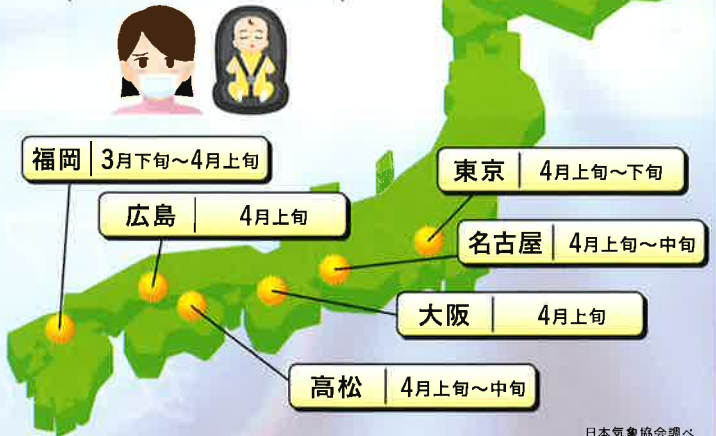 福岡 3月下旬~4月上旬
東京 4月上旬~下旬
広島 4月上旬
名古屋 4月上旬~中旬
大阪 4月上旬
高松 4月上旬~中旬
日本気象協会調べ